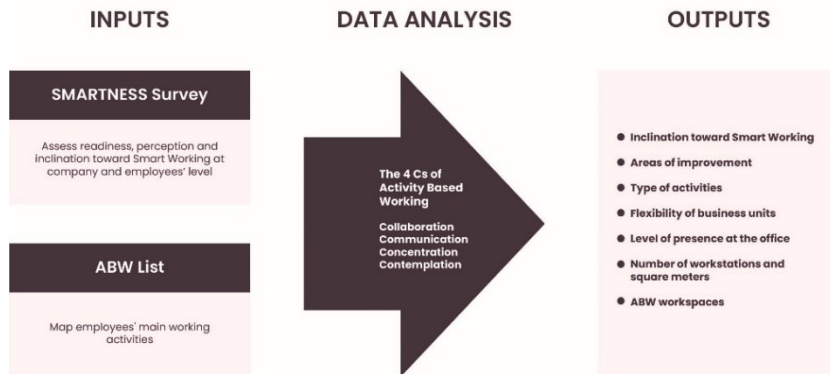 INPUTS
DATA ANALYSIS
OUTPUTS
SMARTNESS Survey
Assess readiness, perception and
inclination toward Smart Working at
company and employees' level
ABW List
Map employees' main working
activities
The 4 Cs of
Activity Based
Working
Collaboration
Communication
Concentration
Contemplation
● Inclination toward Smart Working
● Areas of improvement
● Type of activities
● Flexibility of business units
● Level of presence at the office
● Number of workstations and
square meters
● ABW workspaces